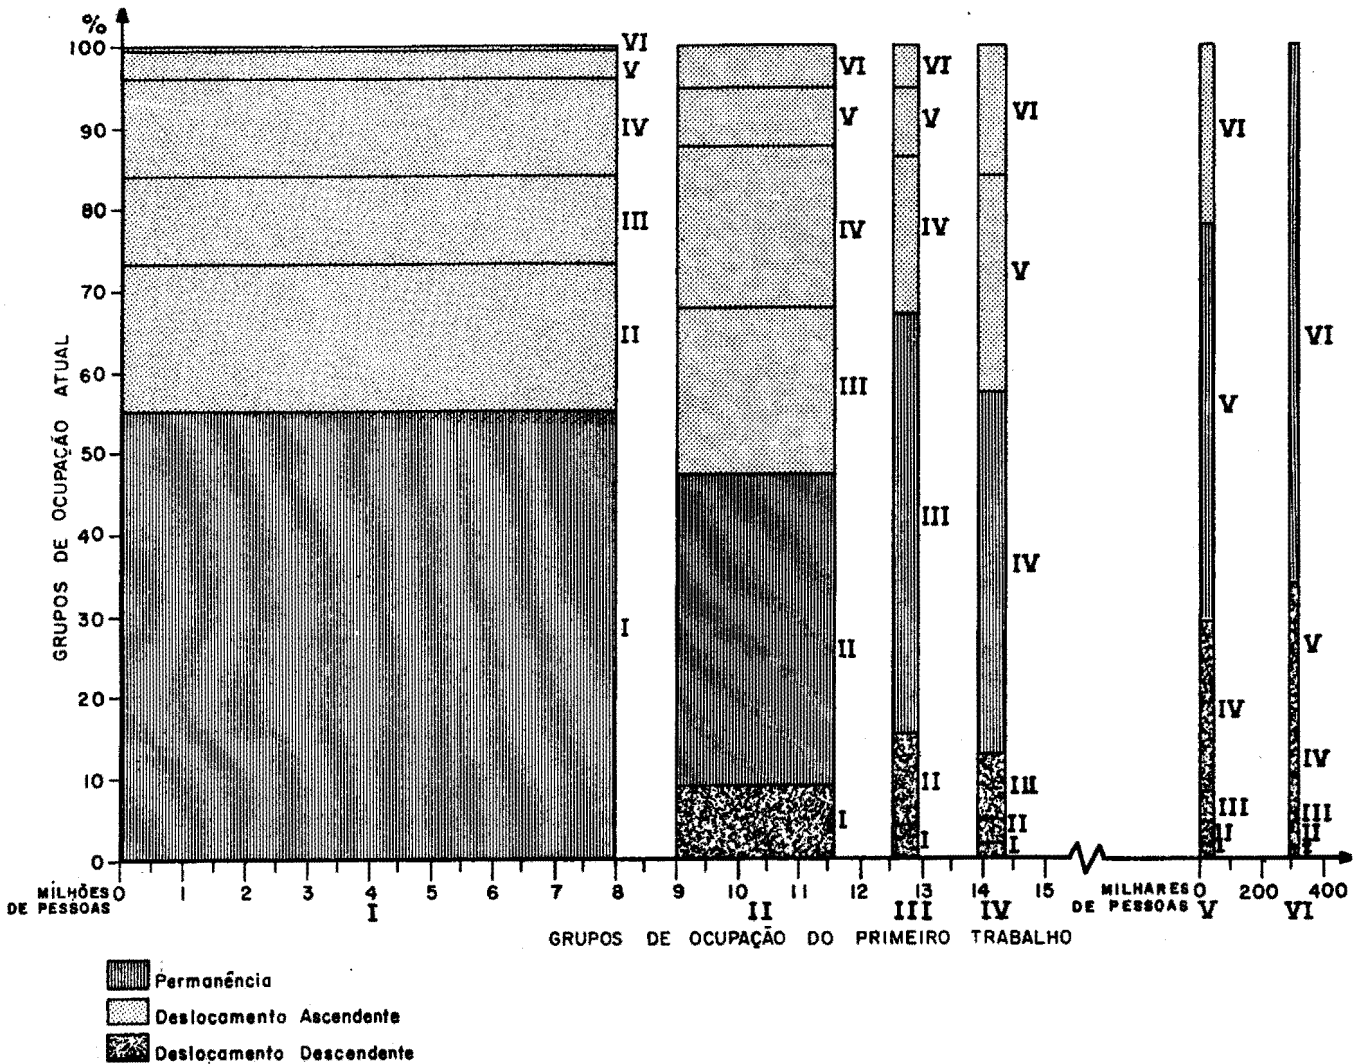 %
100
90
80
70
60
50
40
30
20
10
0
GRUPOS DE OCUPAÇÃO ATUAL
VI
V
IV
III
II
I
VI
V
IV
III
II
I
VI
V
IV
III
II
I
VI
V
IV
III
II
I
VI
V
IV
III
II
I
VI
V
IV
III
II
I
MILHÕES DE PESSOAS
0 1 2 3 4 5 6 7 8 9 10 11 12 13 14 15
MILHARES DE PESSOAS
0 200 400
I II III IV V VI
GRUPOS DE OCUPAÇÃO DO PRIMEIRO TRABALHO
Permanência
Deslocamento Ascendente
Deslocamento Descendente